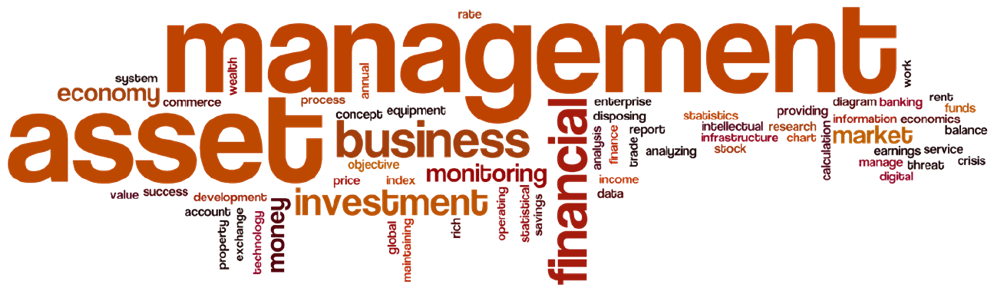 rate
management
system
wealth
annual
work
economy
commerce
process
concept
equipment
asset
business
financial
enterprise
disposing
analysis
finance
trade
report
analyzing
statistics
intellectual
infrastructure
stock
research
chart
providing
calculation
diagram
banking
rent
information
economics
funds
market
balance
earnings
service
manage
threat
crisis
digital
objective
price
index
monitoring
income
data
value
success
development
account
property
exchange
technology
money
investment
global
maintaining
rich
operating
statistical
savings